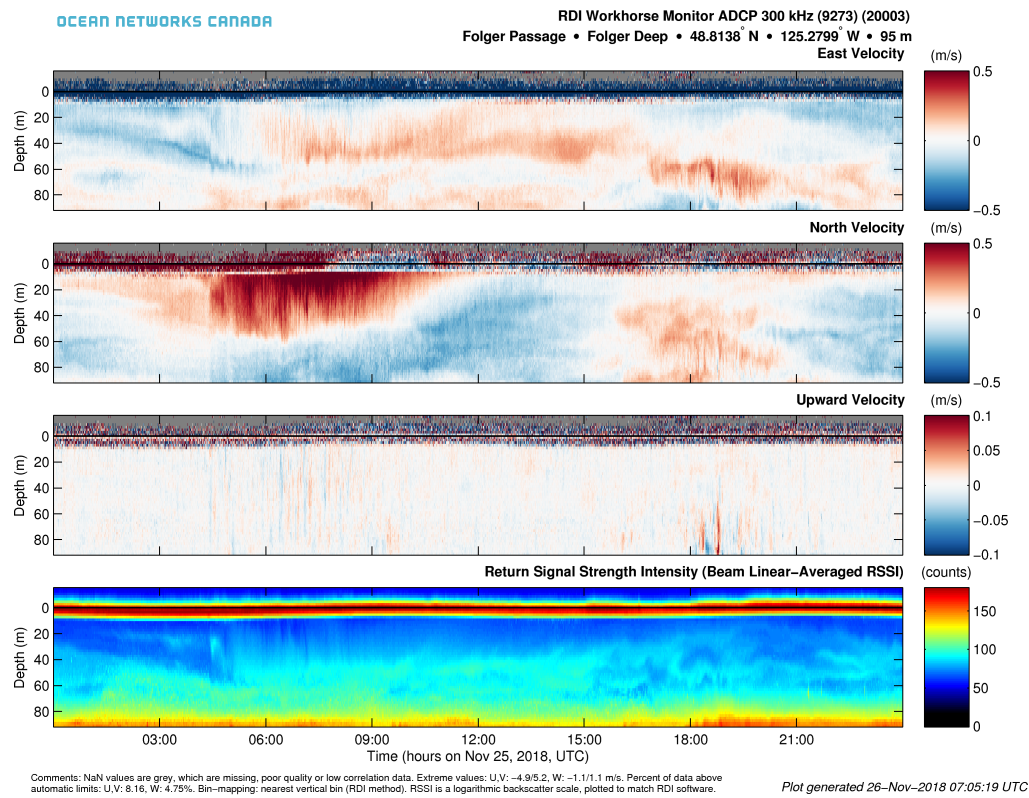 OCEAN NETWORKS CANADA
RDI Workhorse Monitor ADCP 300 kHz (9273) (20003)
Folger Passage • Folger Deep • 48.8138° N • 125.2799° W • 95 m
East Velocity
(m/s)
Depth (m)
0
20
40
60
80
0.5
0
−0.5
North Velocity
(m/s)
Depth (m)
0
20
40
60
80
0.5
0
−0.5
Upward Velocity
(m/s)
Depth (m)
0
20
40
60
80
0.1
0.05
0
−0.05
−0.1
Return Signal Strength Intensity (Beam Linear−Averaged RSSI)
(counts)
Depth (m)
0
20
40
60
80
150
100
50
0
03:00 06:00 09:00 12:00 15:00 18:00 21:00
Time (hours on Nov 25, 2018, UTC)
Comments: NaN values are grey, which are missing, poor quality or low correlation data. Extreme values: U,V: −4.9/5.2, W: −1.1/1.1 m/s. Percent of data above
automatic limits: U,V: 8.16, W: 4.75%. Bin−mapping: nearest vertical bin (RDI method). RSSI is a logarithmic backscatter scale, plotted to match RDI software.
Plot generated 26−Nov−2018 07:05:19 UTC